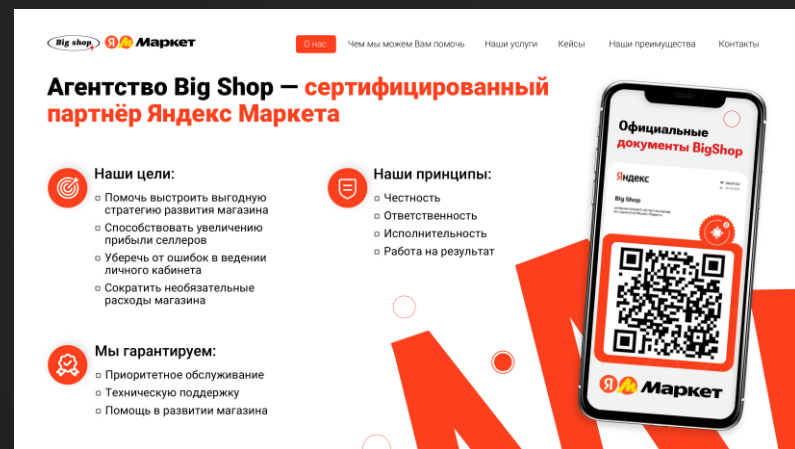 Big shop Я М Маркет
О нас Чем мы можем Вам помочь Наши услуги Кейсы Наши преимущества Контакты
Агентство Big Shop — сертифицированный
партнёр Яндекс Маркета
Наши цели:
Помочь выстроить выгодную
стратегию развития магазина
Способствовать увеличению
прибыли селлеров
Уберечь от ошибок в ведении
личного кабинета
Сократить необязательные
расходы магазина
Наши принципы:
Честность
Ответственность
Исполнительность
Работа на результат
Мы гарантируем:
Приоритетное обслуживание
Техническую поддержку
Помощь в развитии магазина
Официальные
документы BigShop
Яндекс
Big Shop
Я М Маркет